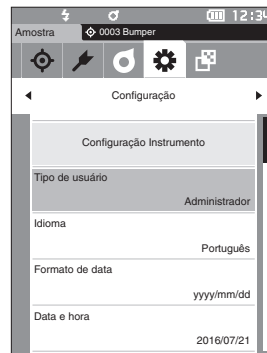 12:34
Amostra 0003 Bumper
Configuração
Configuração Instrumento
Tipo de usuário
Administrador
Idioma
Português
Formato de data
yyyy/mm/dd
Data e hora
2016/07/21